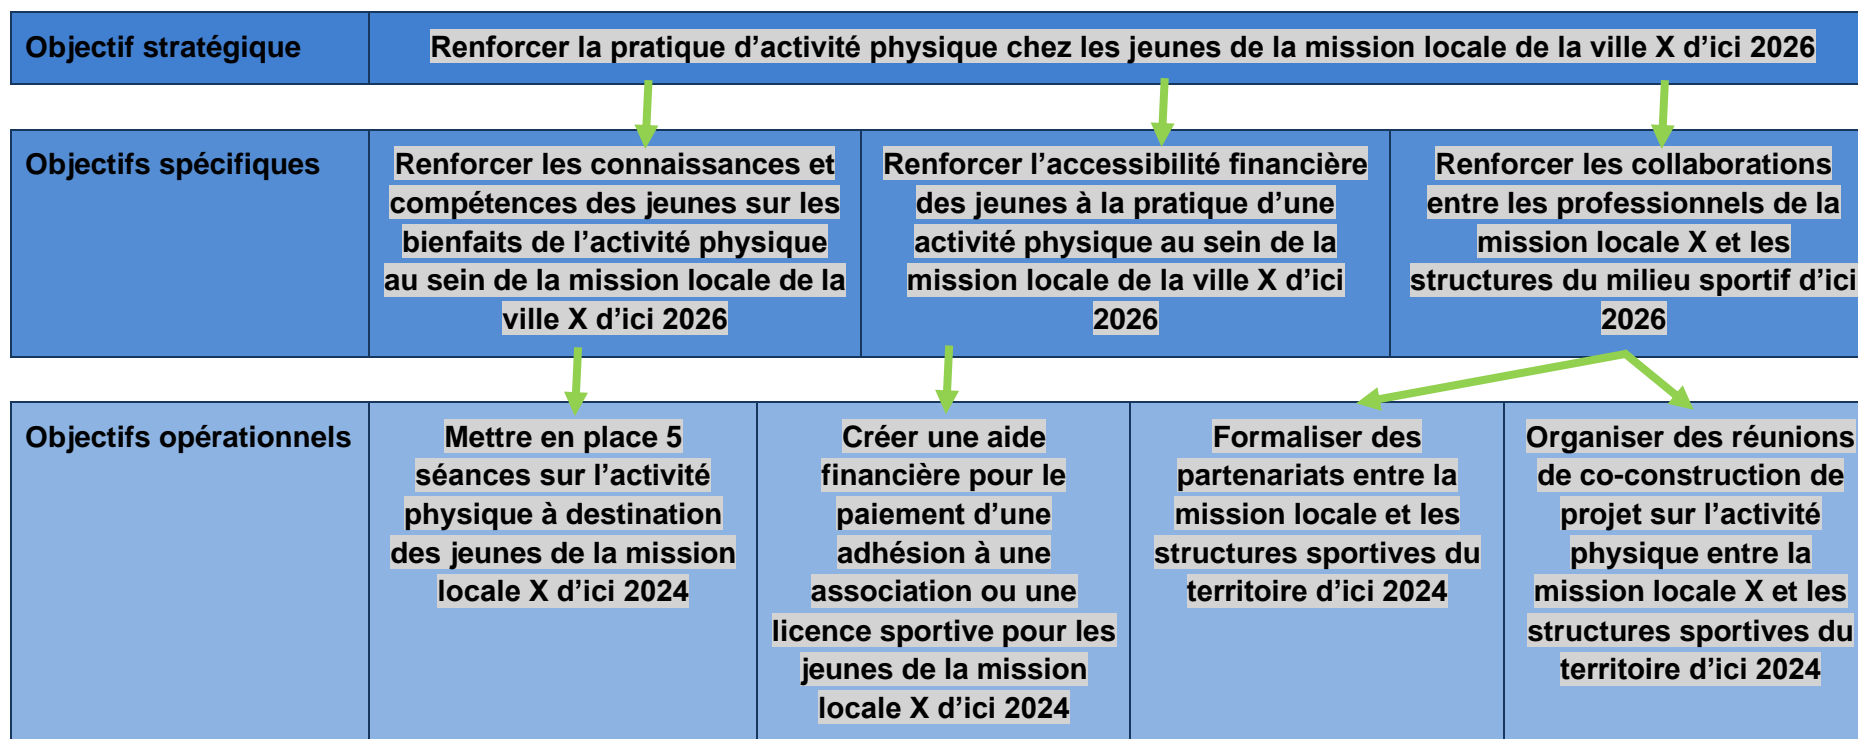 Objectif stratégique
Renforcer la pratique d’activité physique chez les jeunes de la mission locale de la ville X d’ici 2026
Objectifs spécifiques
Renforcer les connaissances et
compétences des jeunes sur les
bienfaits de l’activité physique
au sein de la mission locale de la
ville X d’ici 2026
Renforcer l’accessibilité financière
des jeunes à la pratique d’une
activité physique au sein de la
mission locale de la ville X d’ici
2026
Renforcer les collaborations
entre les professionnels de la
mission locale X et les
structures du milieu sportif d’ici
2026
Objectifs opérationnels
Mettre en place 5
séances sur l’activité
physique à destination
des jeunes de la mission
locale X d’ici 2024
Créer une aide
financière pour le
paiement d’une
adhésion à une
association ou une
licence sportive pour les
jeunes de la mission
locale X d’ici 2024
Formaliser des
partenariats entre la
mission locale et les
structures sportives du
territoire d’ici 2024
Organiser des réunions
de co-construction de
projet sur l’activité
physique entre la
mission locale X et les
structures sportives du
territoire d’ici 2024